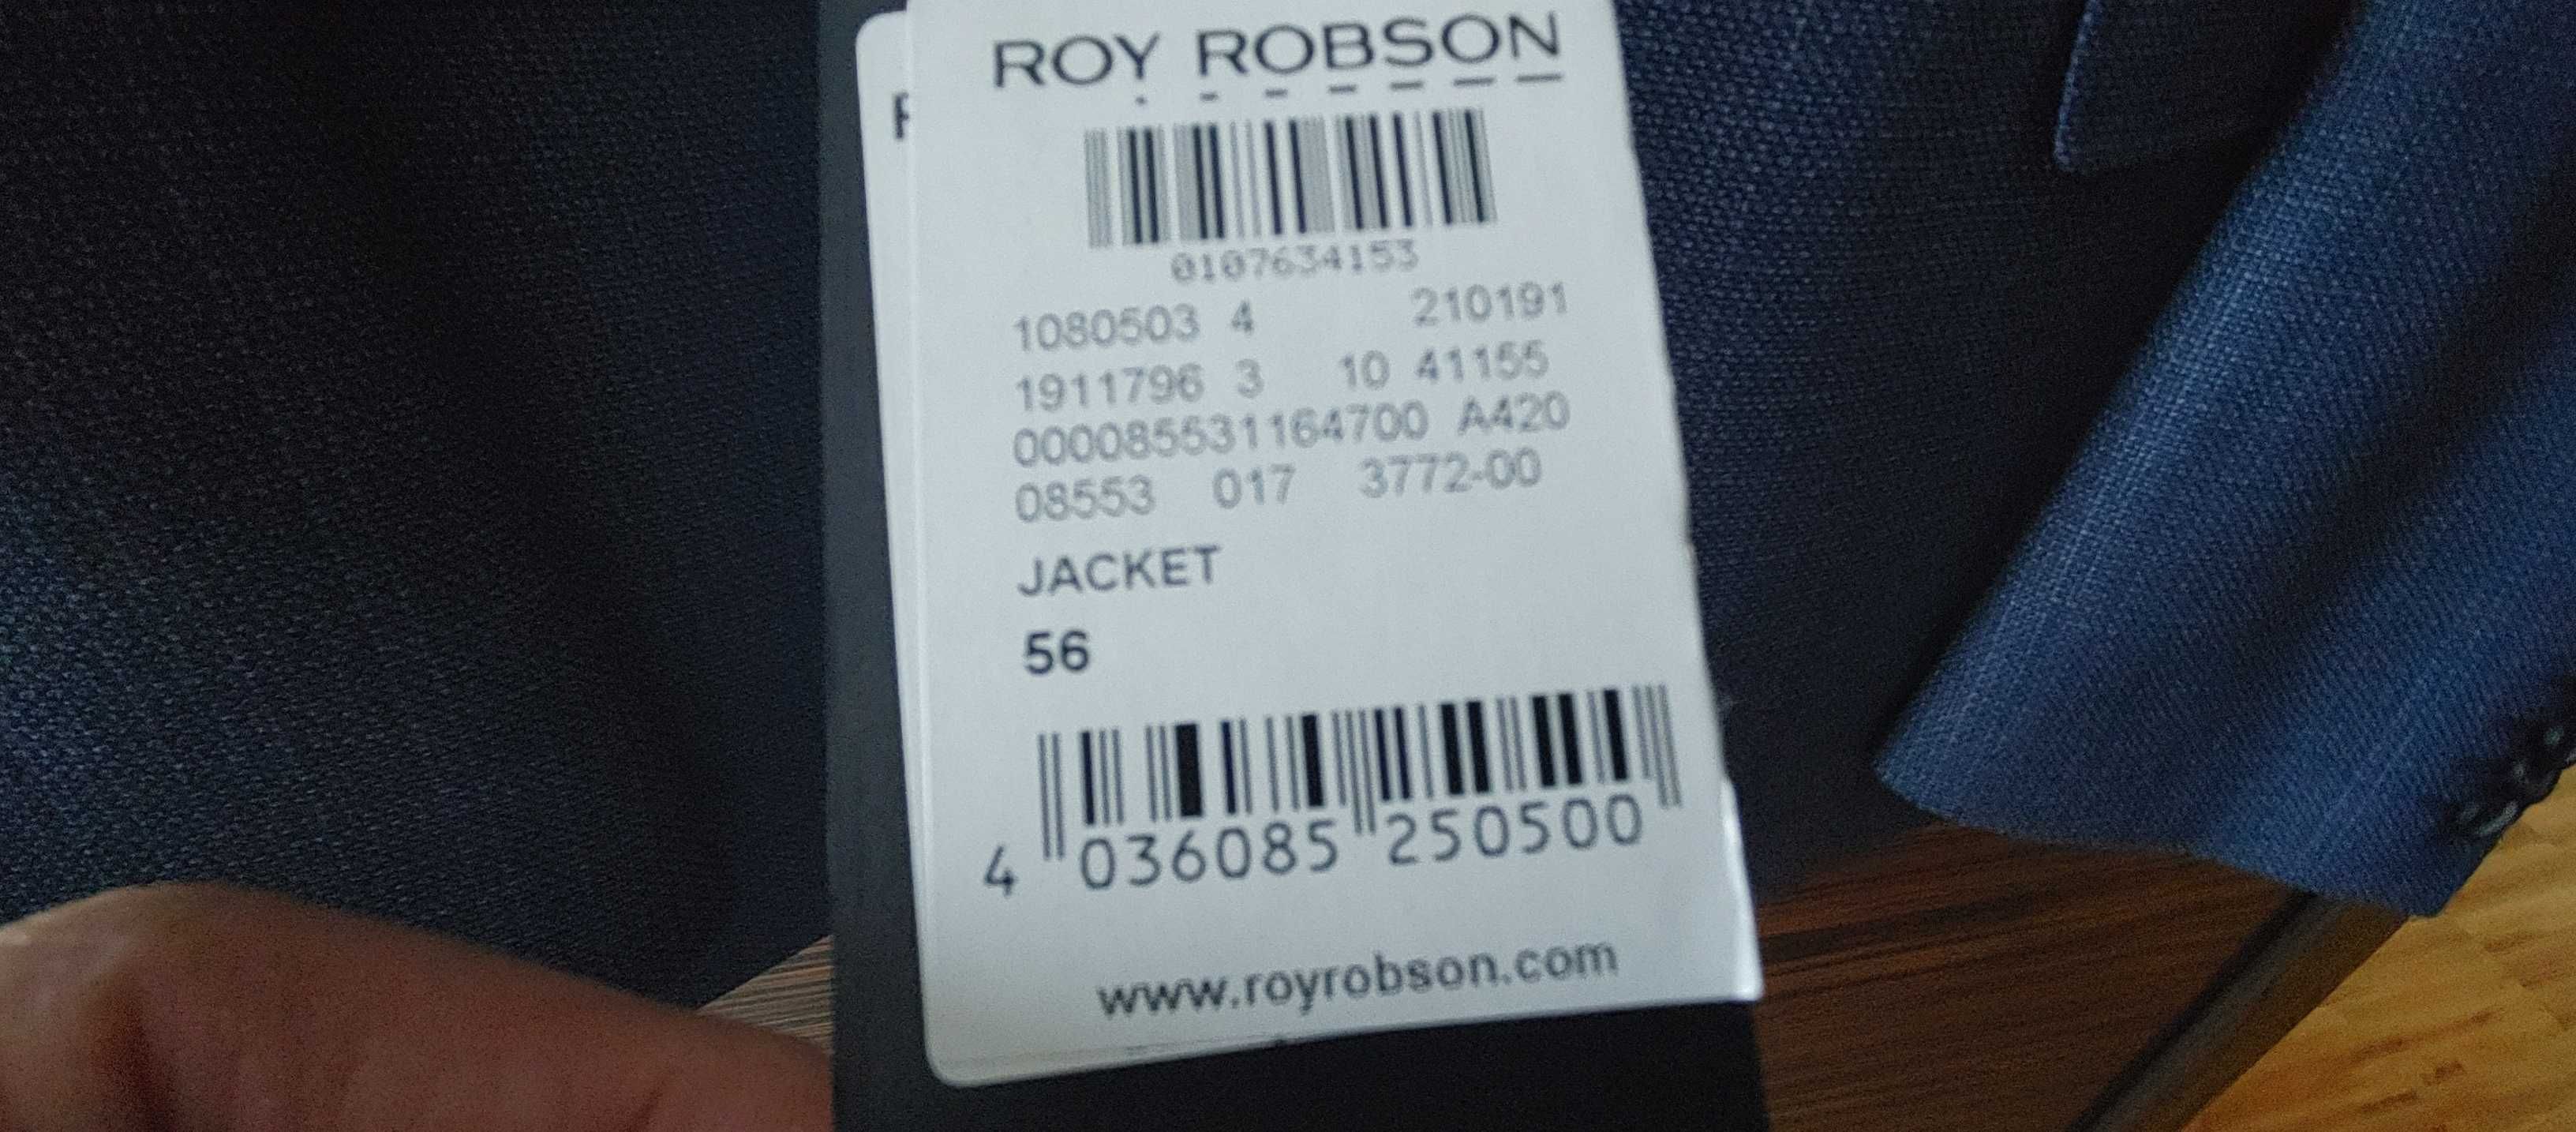 ROY ROBSON
0107634153
1080503 4 210191
1911796 3 10 41155
000085531164700 A420
08553 017 3772-00
JACKET
56
4 036085 250500
www.royrobson.com